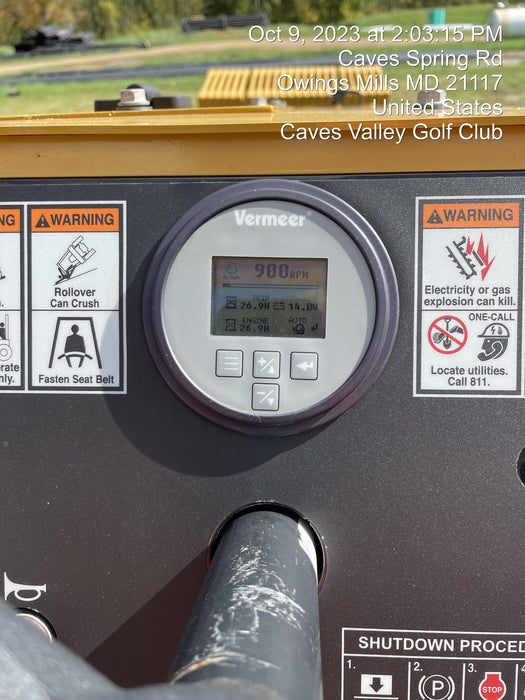 Oct 9, 2023 at 2:03:15 PM
Caves Spring Rd
Owings Mills MD 21117
United States
Caves Valley Golf Club
WARNING
Rollover
Can Crush
Fasten Seat Belt
Vermeer®
900RPM
TRIP
26.9H 14.0V
ENGINE AUTO
26.9H
WARNING
Electricity or gas
explosion can kill.
ONE-CALL
Locate utilities.
Call 811.
SHUTDOWN PROCED
1. 2. 3. 4
P STOP